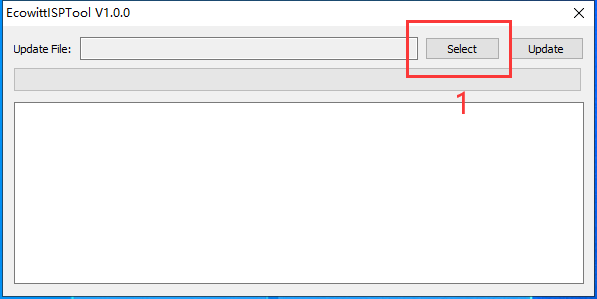 EcowittISPTool V1.0.0
Update File: Select Update
1